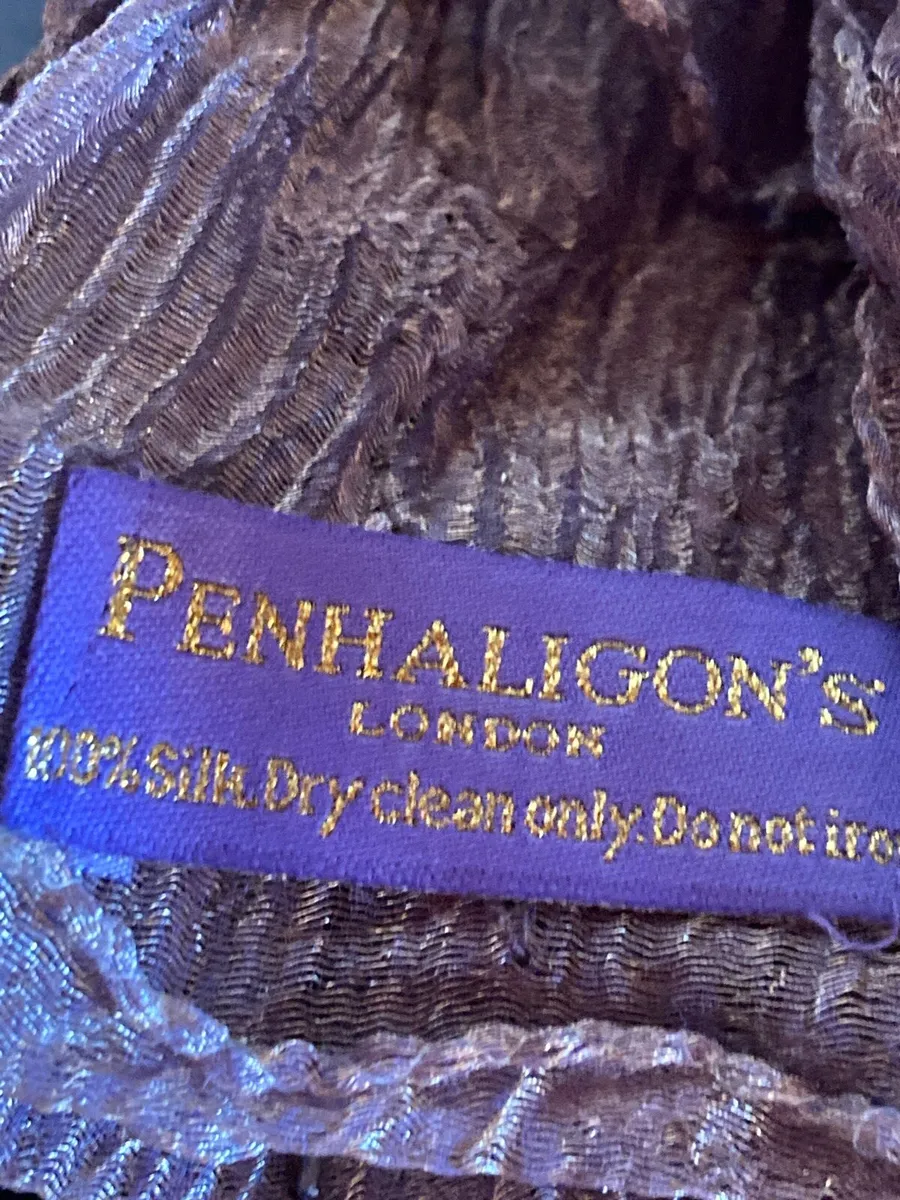 PENHALIGON'S
LONDON
100% Silk. Dry clean only. Do not iro